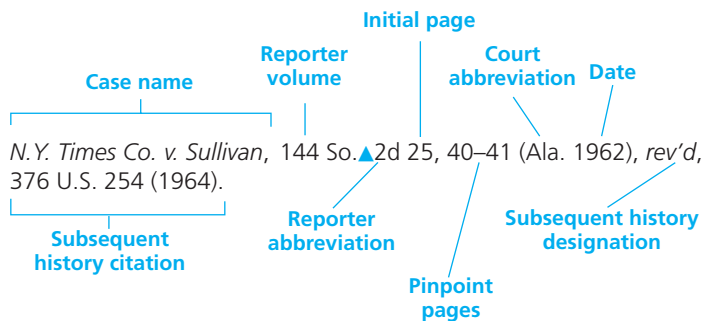 Initial page
Reporter
volume
Court
abbreviation
Date
Case name
N.Y. Times Co. v. Sullivan, 144 So.▲2d 25, 40–41 (Ala. 1962), rev'd,
376 U.S. 254 (1964).
Subsequent
history citation
Reporter
abbreviation
Subsequent history
designation
Pinpoint
pages